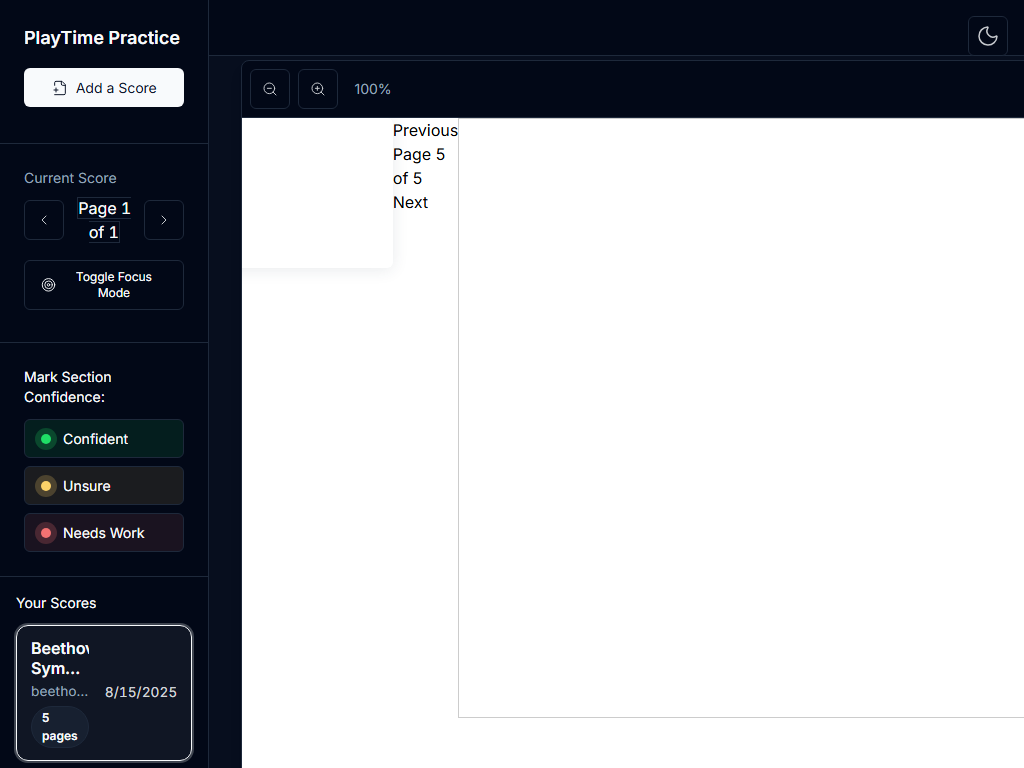 PlayTime Practice
Add a Score
Current Score
Page 1
of 1
Toggle Focus
Mode
Mark Section
Confidence:
Confident
Unsure
Needs Work
Your Scores
Beethov
Sym...
beetho...
8/15/2025
5
pages
100%
Previous
Page 5
of 5
Next